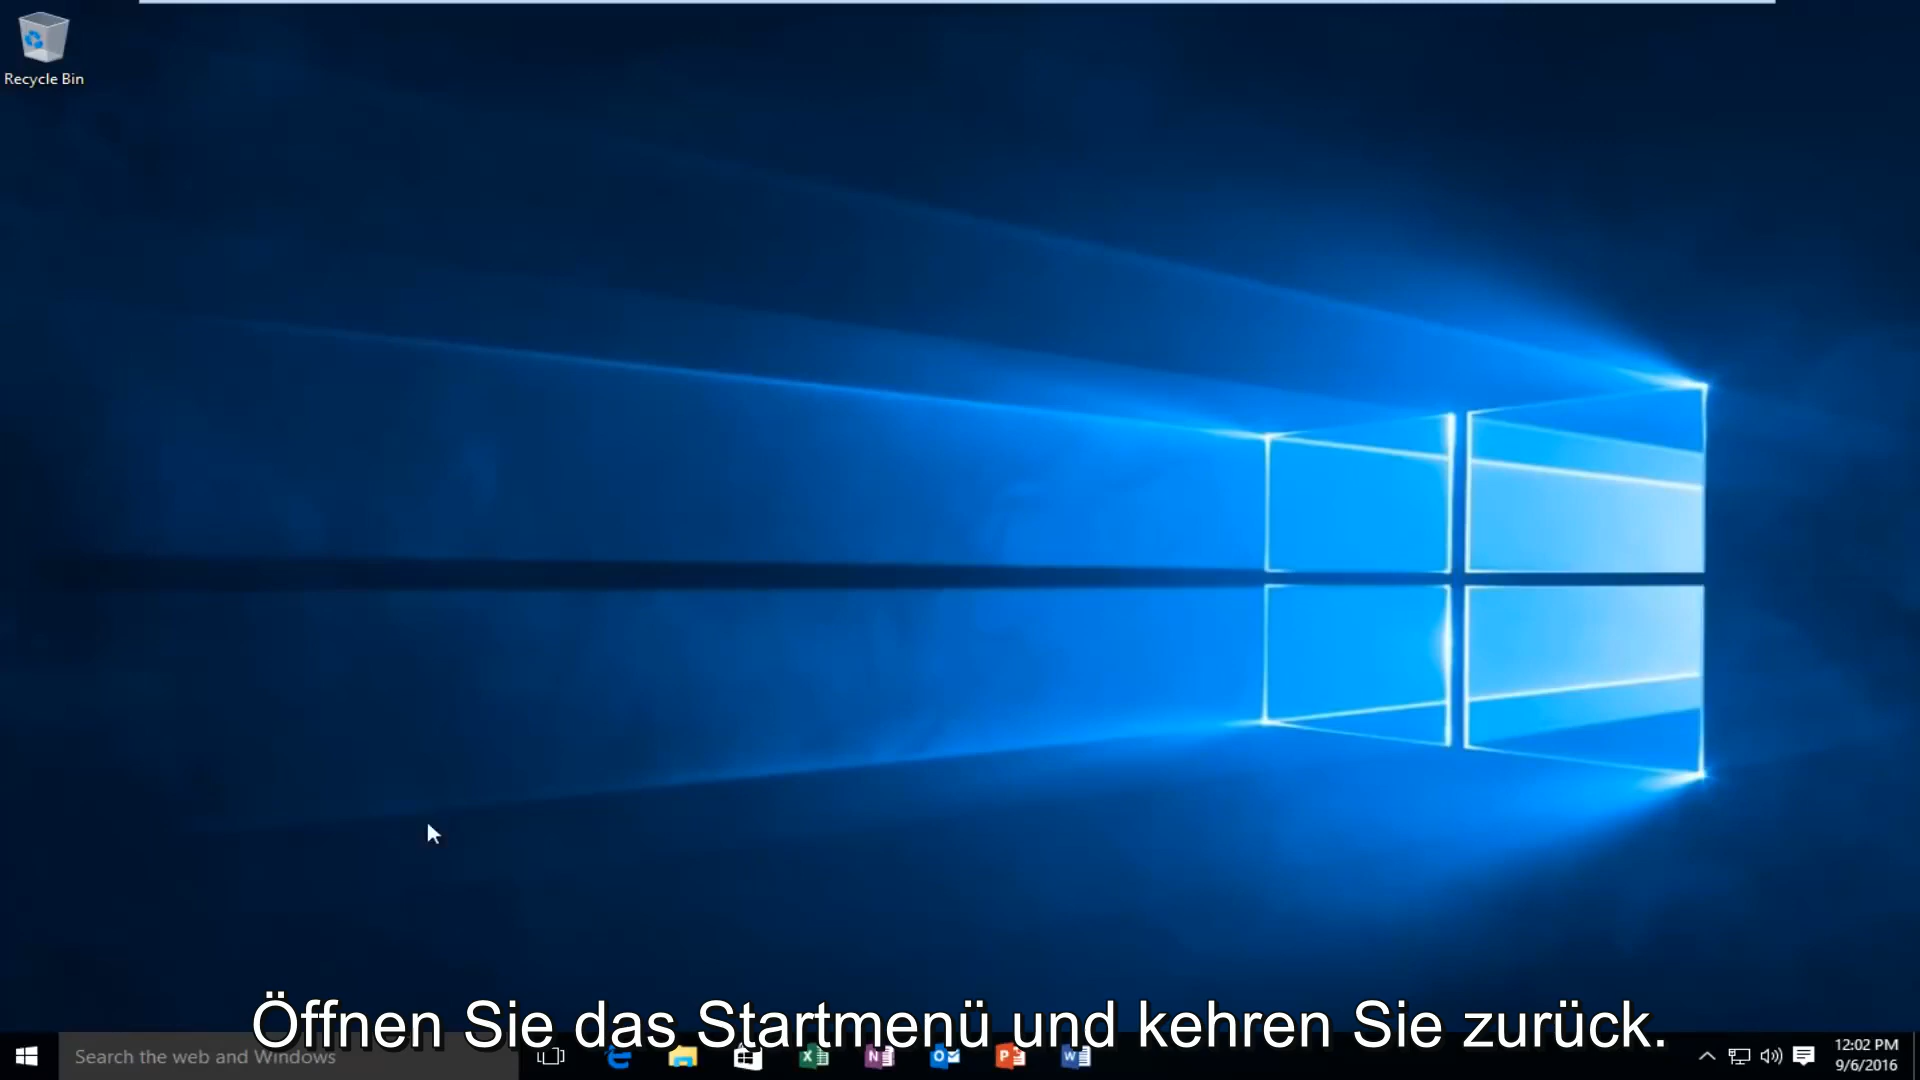 Recycle Bin
Öffnen Sie das Startmenü und kehren Sie zurück.
Search the web and Windows
12:02 PM
9/6/2016